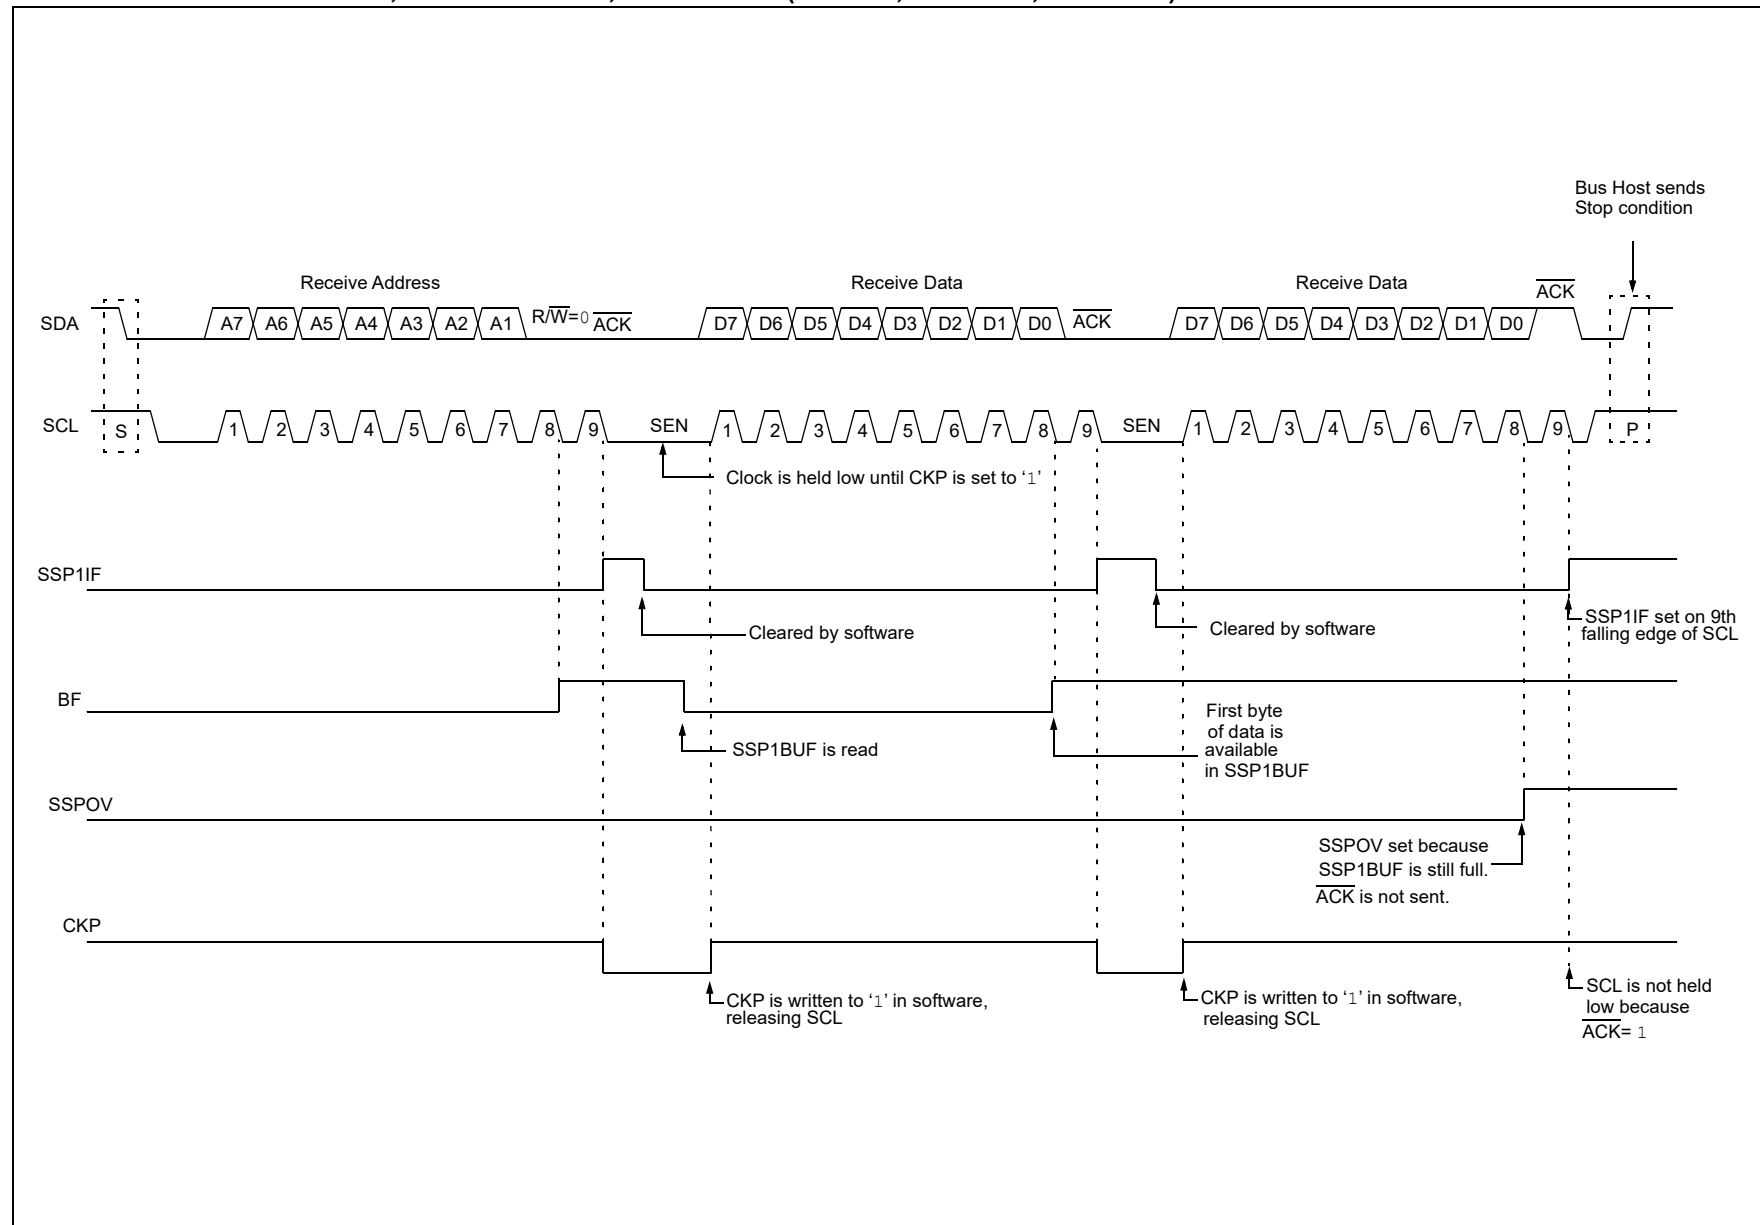 Bus Host sends
Stop condition
Receive Address
Receive Data
Receive Data
ACK
SDA
A7 A6 A5 A4 A3 A2 A1 R/W=0 ACK
D7 D6 D5 D4 D3 D2 D1 D0 ACK
D7 D6 D5 D4 D3 D2 D1 D0
SCL
S
1 2 3 4 5 6 7 8 9 SEN
1 2 3 4 5 6 7 8 9 SEN
1 2 3 4 5 6 7 8 9
P
Clock is held low until CKP is set to ‘1’
SSP1IF
Cleared by software
Cleared by software
SSP1IF set on 9th
falling edge of SCL
BF
SSP1BUF is read
First byte
of data is
available
in SSP1BUF
SSPOV
SSPOV set because
SSP1BUF is still full.
ACK is not sent.
CKP
CKP is written to ‘1’ in software,
releasing SCL
CKP is written to ‘1’ in software,
releasing SCL
SCL is not held
low because
ACK= 1